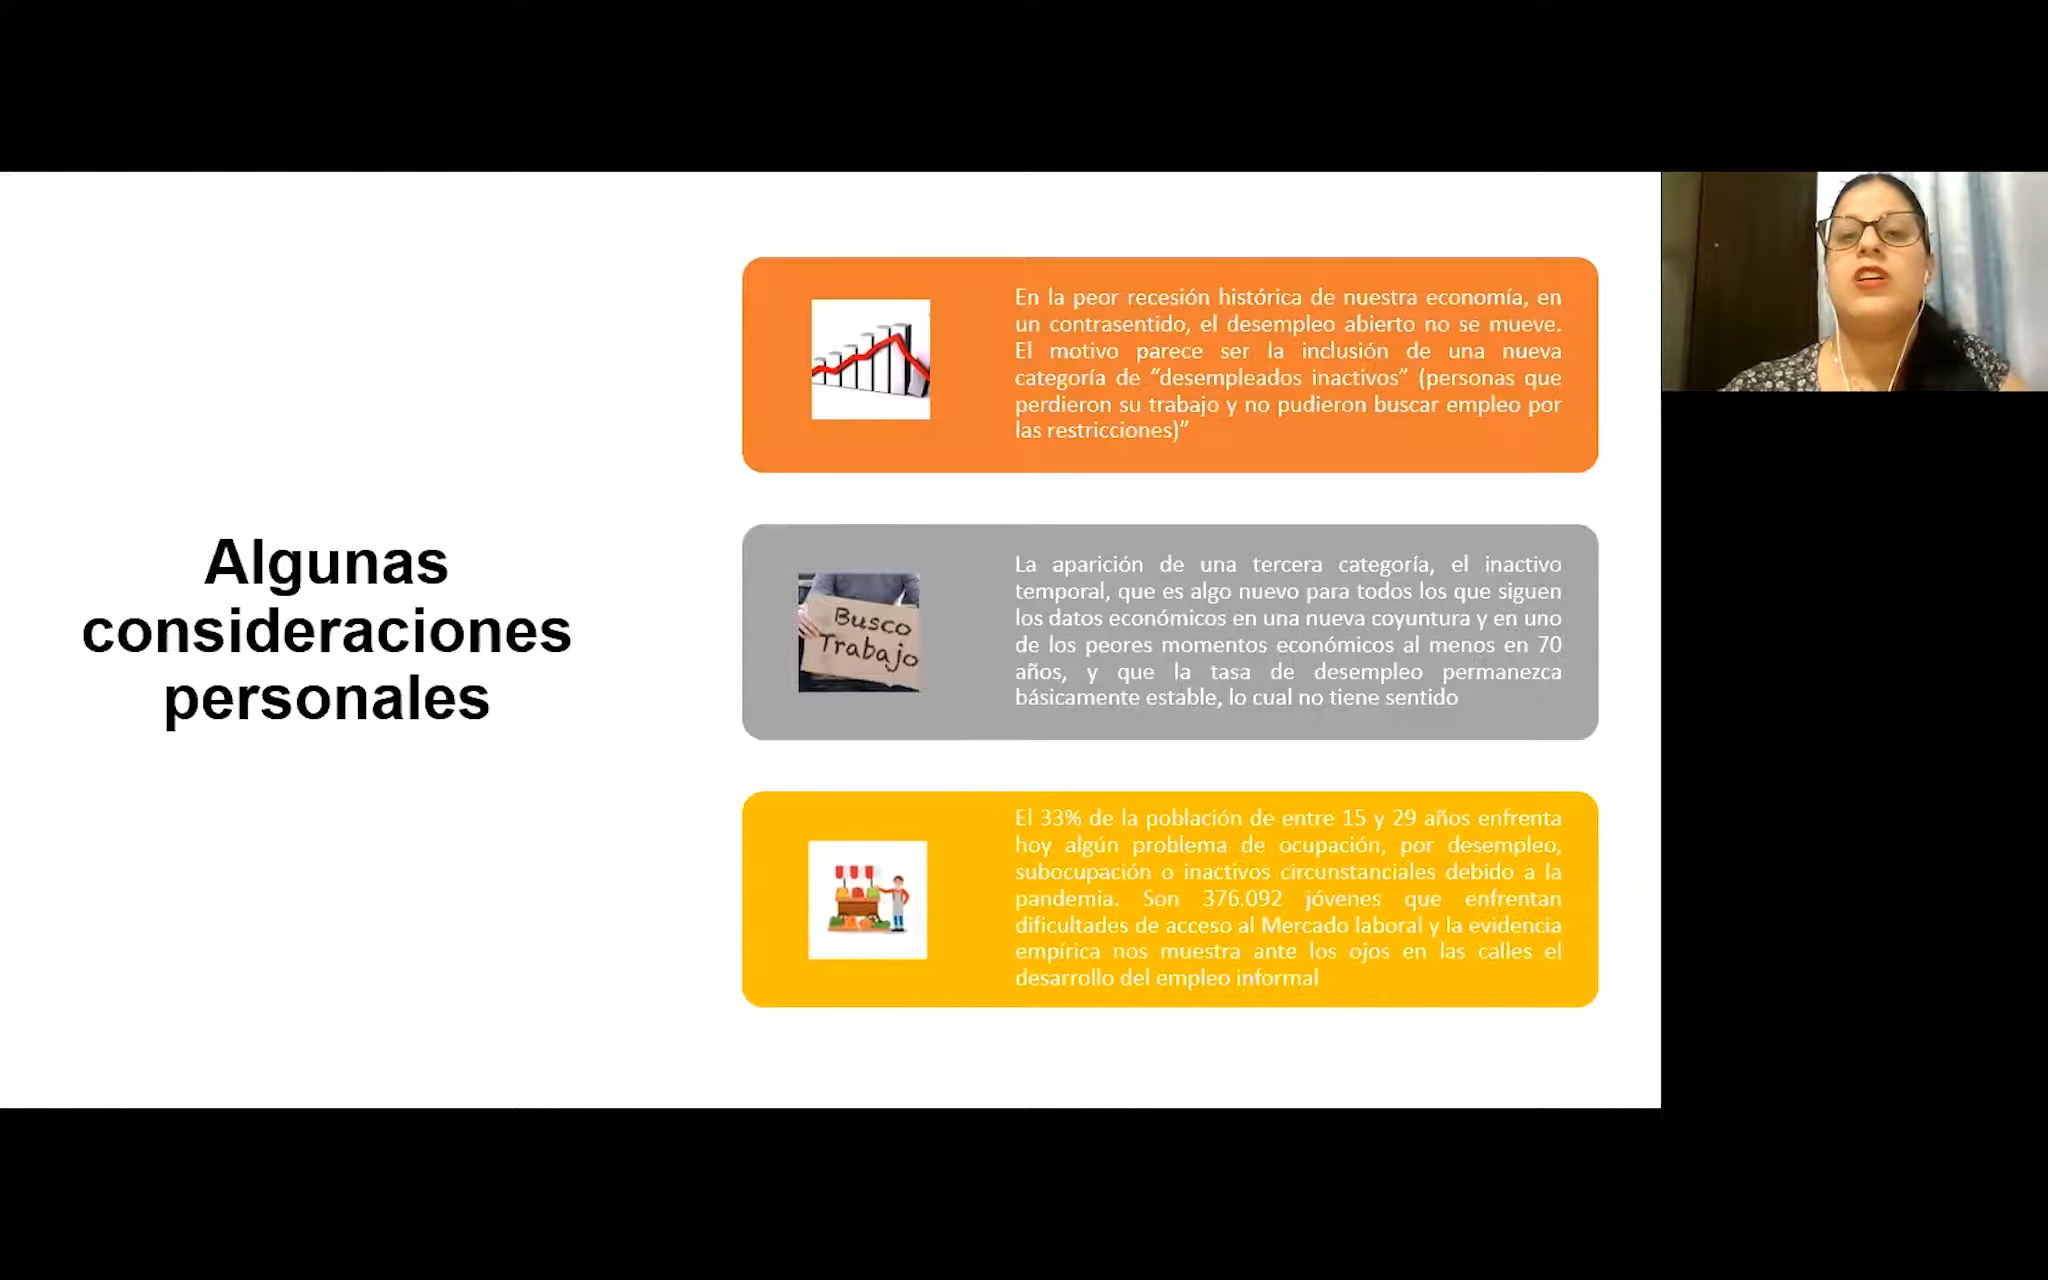 Algunas
consideraciones
personales
En la peor recesión histórica de nuestra economía, en
un contrasentido, el desempleo abierto no se mueve.
El motivo parece ser la inclusión de una nueva
categoría de “desempleados inactivos” (personas que
perdieron su trabajo y no pudieron buscar empleo por
las restricciones)”
Busco
Trabajo
La aparición de una tercera categoría, el inactivo
temporal, que es algo nuevo para todos los que siguen
los datos económicos en una nueva coyuntura y en uno
de los peores momentos económicos al menos en 70
años, y que la tasa de desempleo permanezca
básicamente estable, lo cual no tiene sentido
El 33% de la población de entre 15 y 29 años enfrenta
hoy algún problema de ocupación, por desempleo,
subocupación o inactivos circunstanciales debido a la
pandemia. Son 376.092 jóvenes que enfrentan
dificultades de acceso al Mercado laboral y la evidencia
empírica nos muestra ante los ojos en las calles el
desarrollo del empleo informal